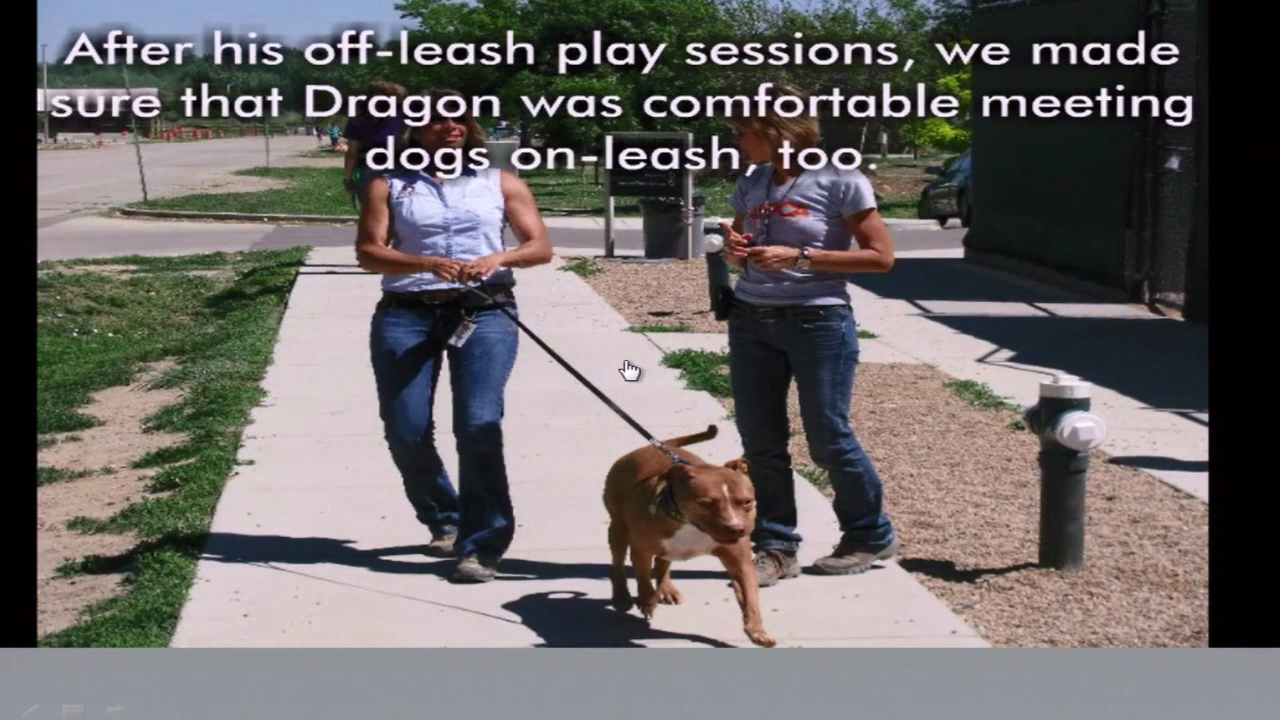 After his off-leash play sessions, we made
sure that Dragon was comfortable meeting
dogs on-leash, too.